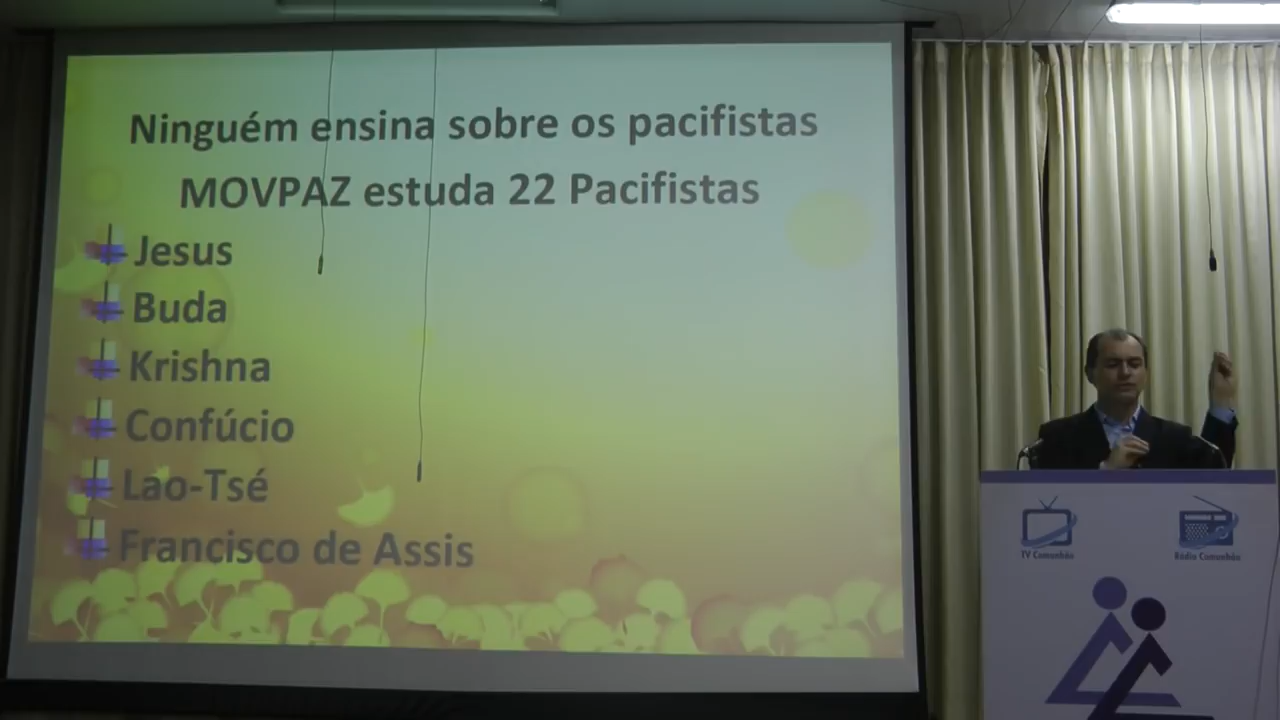 Ninguém ensina sobre os pacifistas
MOVPAZ estuda 22 Pacifistas
Jesus
Buda
Krishna
Confúcio
Lao-Tsé
Francisco de Assis
TV Comunhão
Rádio Comunhão